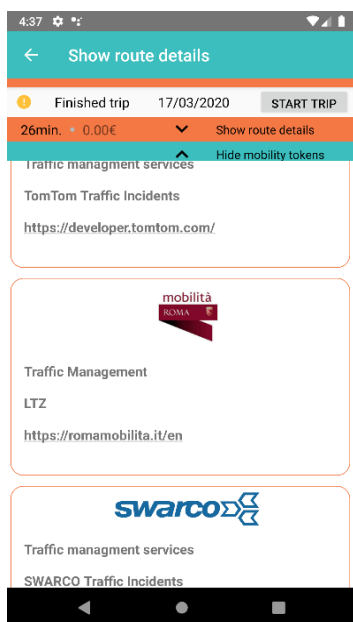 4:37
Show route details
Finished trip 17/03/2020 START TRIP
26min. • 0.00€ Show route details
Hide mobility tokens
Traffic managment services
TomTom Traffic Incidents
https://developer.tomtom.com/
mobilità
ROMA
Traffic Management
LTZ
https://romamobilita.it/en
swarco
Traffic managment services
SWARCO Traffic Incidents